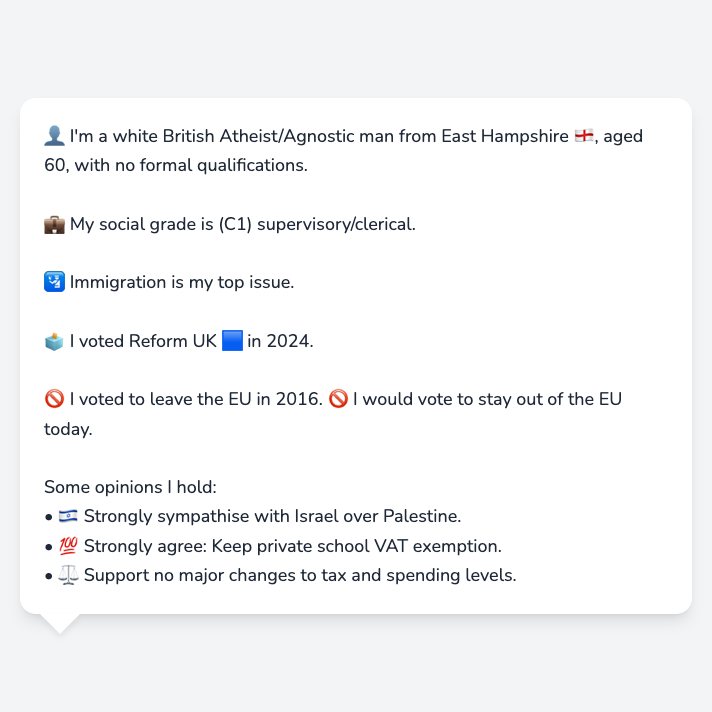 👤 I'm a white British Atheist/Agnostic man from East Hampshire 🏴󠁧󠁢󠁥󠁮󠁧󠁿, aged
60, with no formal qualifications.
💼 My social grade is (C1) supervisory/clerical.
🛂 Immigration is my top issue.
🗳️ I voted Reform UK 🟦 in 2024.
🚫 I voted to leave the EU in 2016. 🚫 I would vote to stay out of the EU
today.
Some opinions I hold:
• 🇮🇱 Strongly sympathise with Israel over Palestine.
• 💯 Strongly agree: Keep private school VAT exemption.
• ⚖️ Support no major changes to tax and spending levels.